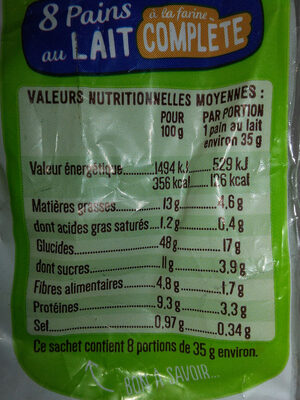 8 Pains
au LAIT
à la farine
COMPLÈTE
VALEURS NUTRITIONNELLES MOYENNES :
POUR
100 g
PAR PORTION
1 pain au lait
environ 35 g
Valeur énergétique.....1494 kJ.....529 kJ
356 kcal.....126 kcal
Matières grasses.....13 g.....4,6 g
dont acides gras saturés...1,2 g.....0,4 g
Glucides.....48 g.....17 g
dont sucres.....11 g.....3,9 g
Fibres alimentaires.....4,8 g.....1,7 g
Protéines.....9,3 g.....3,3 g
Sel.....0,97 g.....0,34 g
Ce sachet contient 8 portions de 35 g environ.
BON À SAVOIR...